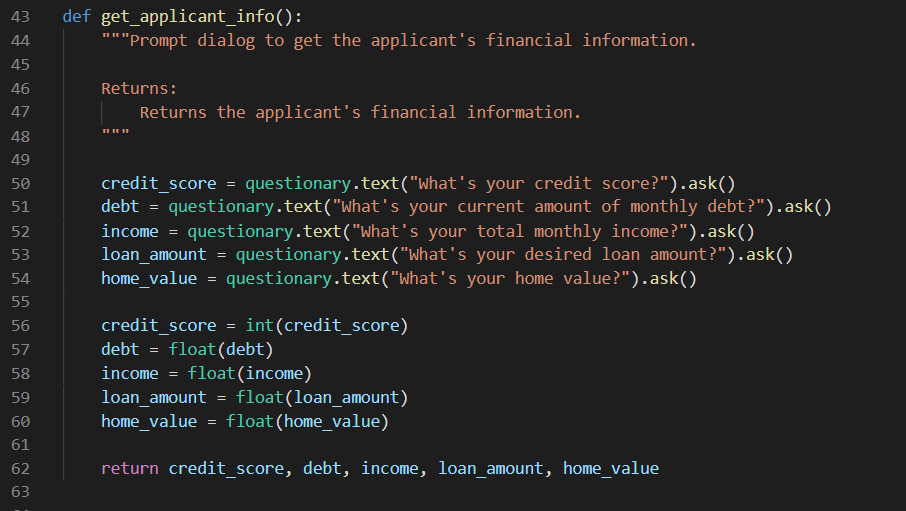 43 def get_applicant_info():
44     """Prompt dialog to get the applicant's financial information.
45
46     Returns:
47         Returns the applicant's financial information.
48     """
49
50     credit_score = questionary.text("What's your credit score?").ask()
51     debt = questionary.text("What's your current amount of monthly debt?").ask()
52     income = questionary.text("What's your total monthly income?").ask()
53     loan_amount = questionary.text("What's your desired loan amount?").ask()
54     home_value = questionary.text("What's your home value?").ask()
55
56     credit_score = int(credit_score)
57     debt = float(debt)
58     income = float(income)
59     loan_amount = float(loan_amount)
60     home_value = float(home_value)
61
62     return credit_score, debt, income, loan_amount, home_value
63